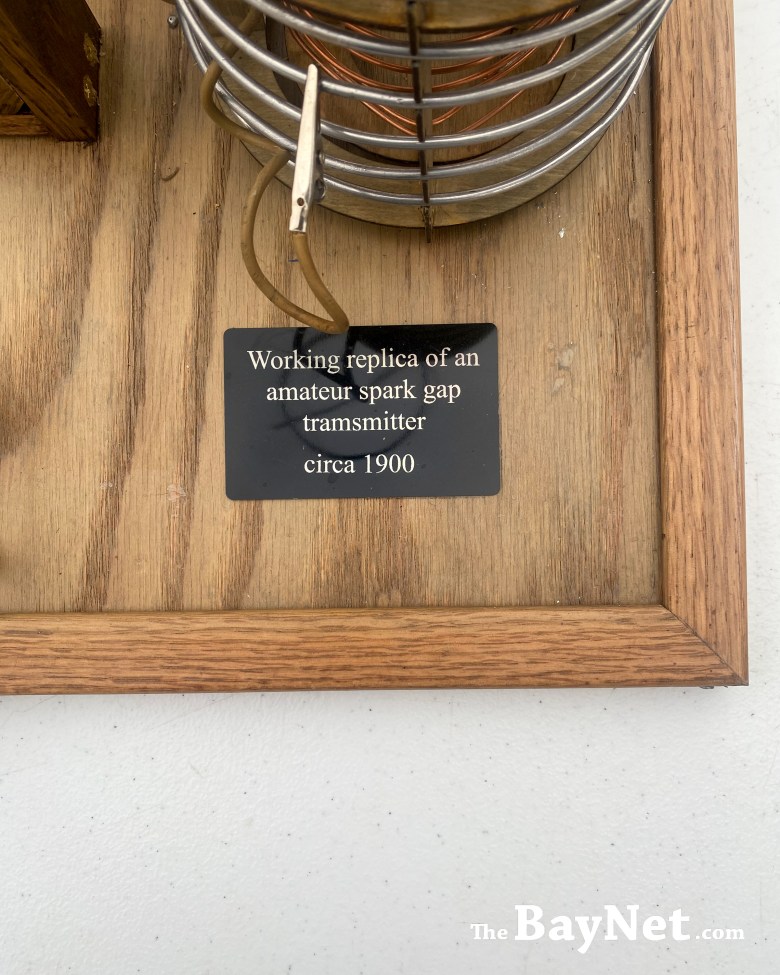 Working replica of an
amateur spark gap
tramsmitter
circa 1900
The BayNet.com